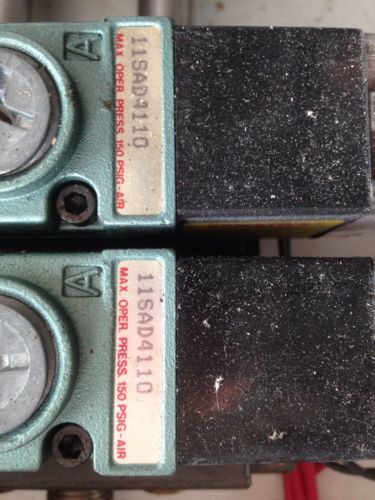 A
11SAD4110
MAX. OPER. PRESS. 150 PSIG-AIR
A
11SAD4110
MAX. OPER. PRESS. 150 PSIG-AIR